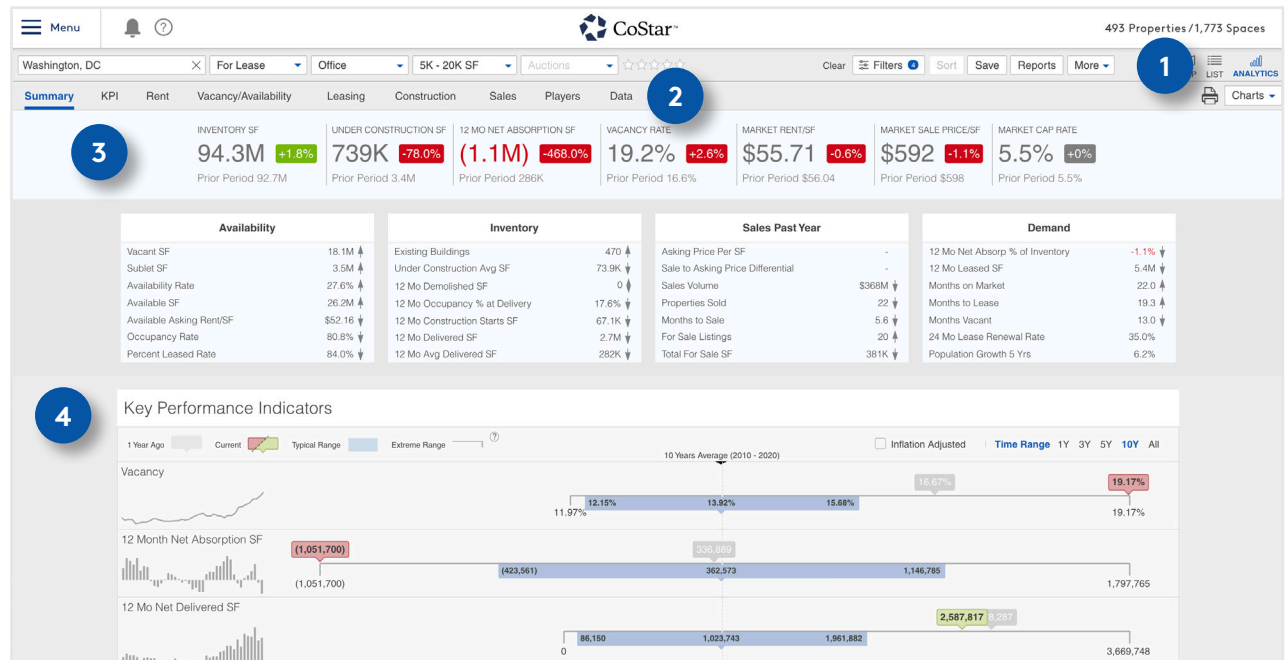 Menu
CoStar™
493 Properties/1,773 Spaces
Washington, DC
For Lease
Office
5K - 20K SF
Auctions
Clear
Filters 4
Sort
Save
Reports
More
1
LIST
ANALYTICS
Summary KPI Rent Vacancy/Availability Leasing Construction Sales Players Data
2
Charts
3
INVENTORY SF
94.3M +1.8%
Prior Period 92.7M
UNDER CONSTRUCTION SF
739K -78.0%
Prior Period 3.4M
12 MO NET ABSORPTION SF
(1.1M) -468.0%
Prior Period 286K
VACANCY RATE
19.2% +2.6%
Prior Period 16.6%
MARKET RENT/SF
$55.71 -0.6%
Prior Period $56.04
MARKET SALE PRICE/SF
$592 -1.1%
Prior Period $598
MARKET CAP RATE
5.5% +0%
Prior Period 5.5%
Availability
Vacant SF 18.1M
Sublet SF 3.5M
Availability Rate 27.6%
Available SF 26.2M
Available Asking Rent/SF $52.16
Occupancy Rate 80.8%
Percent Leased Rate 84.0%
Inventory
Existing Buildings 470
Under Construction Avg SF 73.9K
12 Mo Demolished SF 0
12 Mo Occupancy % at Delivery 17.6%
12 Mo Construction Starts SF 67.1K
12 Mo Delivered SF 2.7M
12 Mo Avg Delivered SF 282K
Sales Past Year
Asking Price Per SF -
Sale to Asking Price Differential -
Sales Volume $368M
Properties Sold 22
Months to Sale 5.6
For Sale Listings 20
Total For Sale SF 381K
Demand
12 Mo Net Absorp % of Inventory -1.1%
12 Mo Leased SF 5.4M
Months on Market 22.0
Months to Lease 19.3
Months Vacant 13.0
24 Mo Lease Renewal Rate 35.0%
Population Growth 5 Yrs 6.2%
4
Key Performance Indicators
1 Year Ago Current Typical Range Extreme Range ?
Inflation Adjusted Time Range 1Y 3Y 5Y 10Y All
10 Years Average (2010 - 2020)
Vacancy
16.67% 19.17%
12.15% 13.92% 15.68%
11.97% 19.17%
12 Month Net Absorption SF
(1,051,700) 336,889
(423,561) 362,573 1,146,785
(1,051,700) 1,797,765
12 Mo Net Delivered SF
2,587,817
86,150 1,023,743 1,961,882
0 3,669,748